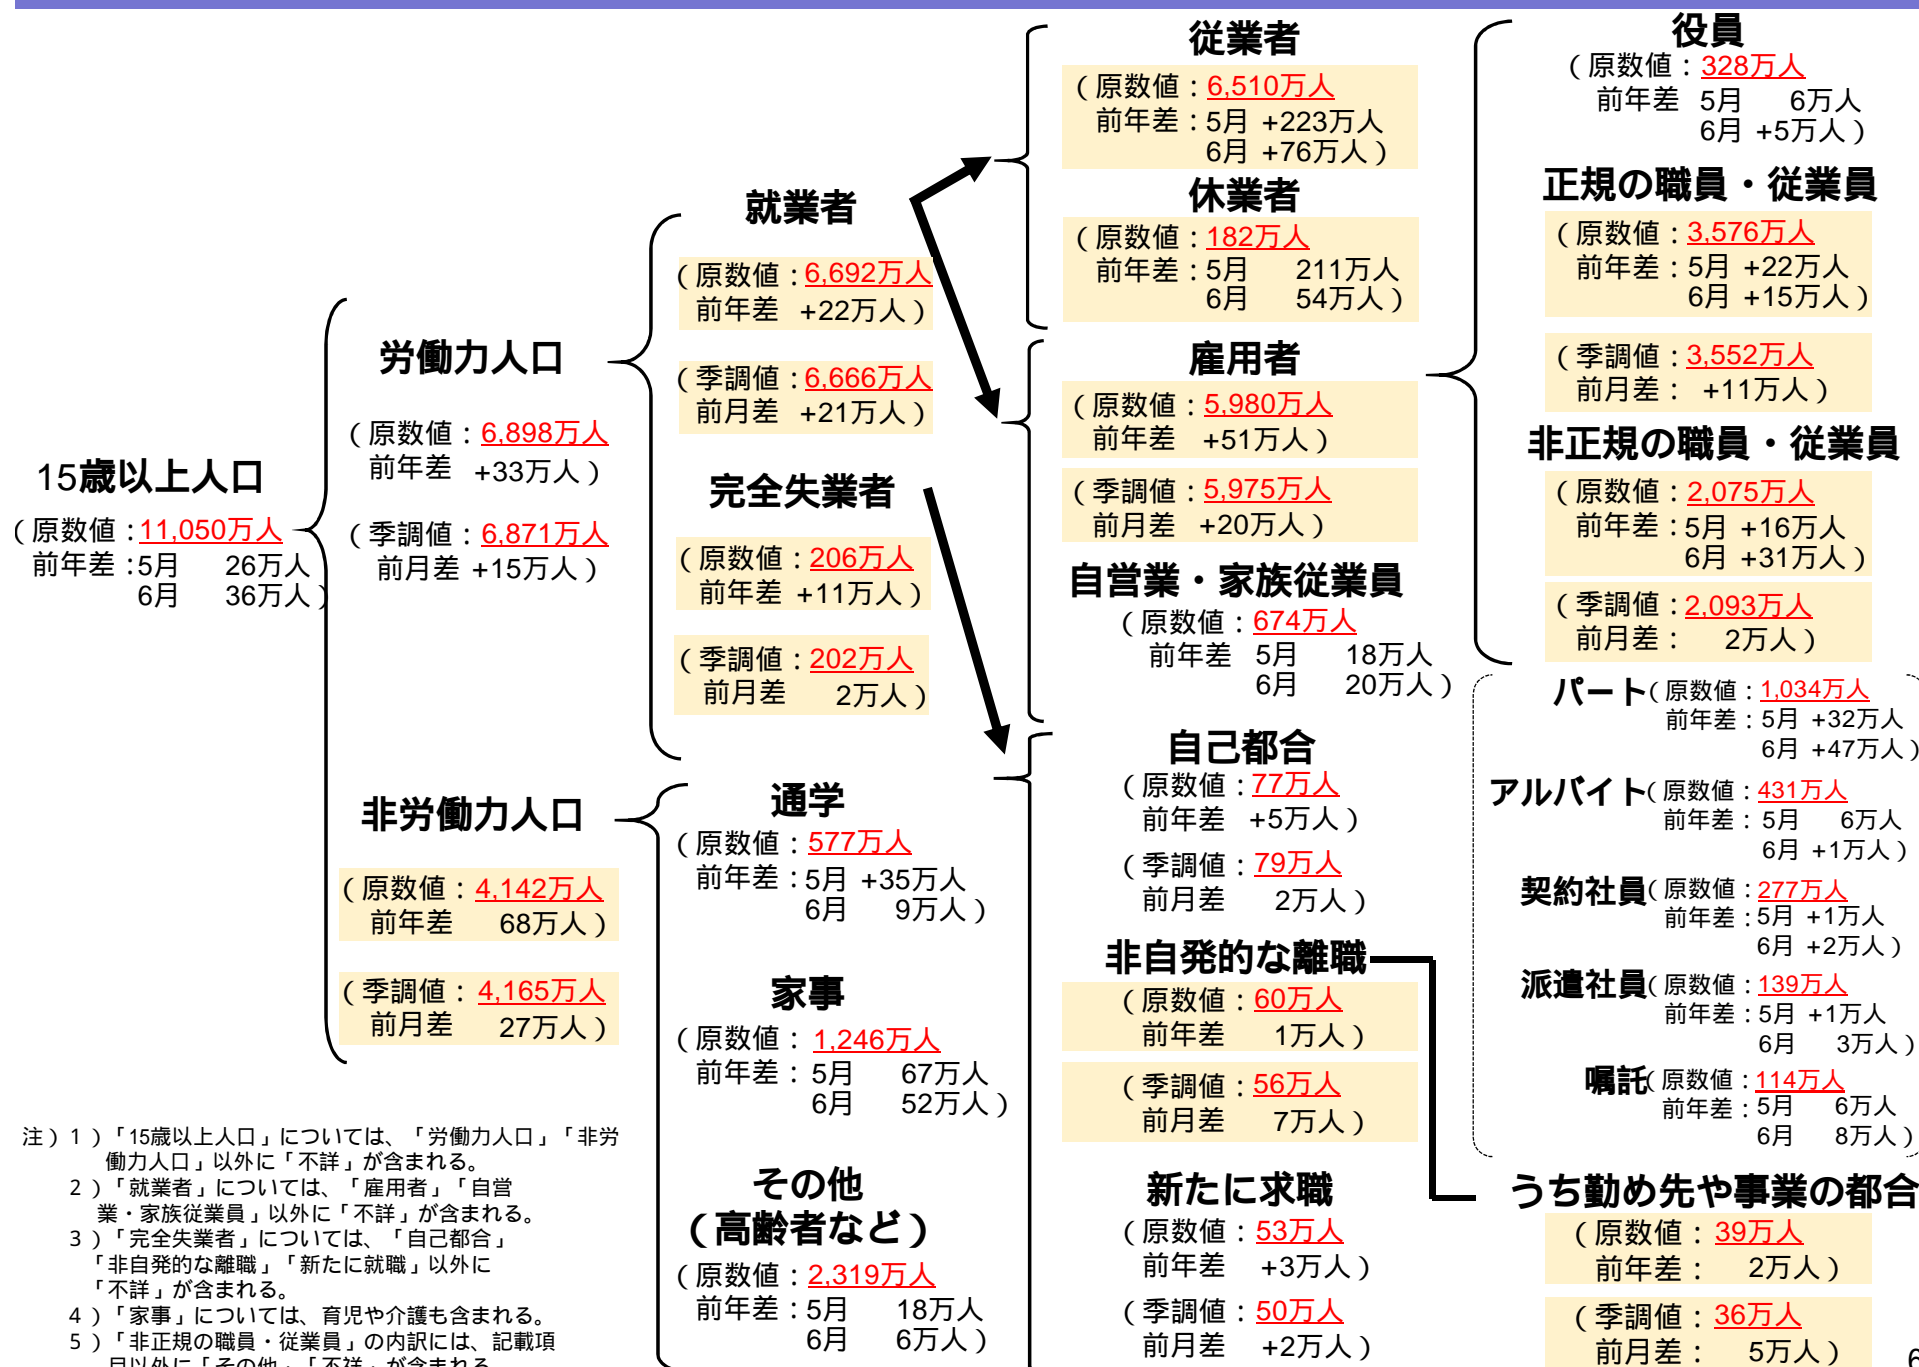 15歳以上人口
(原数値：11,050万人
前年差：5月 26万人
6月 36万人)
労働力人口
(原数値：6,898万人
前年差 +33万人)
(季調値：6,871万人
前月差 +15万人)
非労働力人口
(原数値：4,142万人
前年差 68万人)
(季調値：4,165万人
前月差 27万人)
就業者
(原数値：6,692万人
前年差 +22万人)
(季調値：6,666万人
前月差 +21万人)
完全失業者
(原数値：206万人
前年差 +11万人)
(季調値：202万人
前月差 2万人)
通学
(原数値：577万人
前年差：5月 +35万人
6月 9万人)
家事
(原数値：1,246万人
前年差：5月 67万人
6月 52万人)
その他
(高齢者など)
(原数値：2,319万人
前年差：5月 18万人
6月 6万人)
従業者
(原数値：6,510万人
前年差：5月 +223万人
6月 +76万人)
休業者
(原数値：182万人
前年差：5月 211万人
6月 54万人)
雇用者
(原数値：5,980万人
前年差 +51万人)
(季調値：5,975万人
前月差 +20万人)
自営業・家族従業員
(原数値：674万人
前年差 5月 18万人
6月 20万人)
自己都合
(原数値：77万人
前年差 +5万人)
(季調値：79万人
前月差 2万人)
非自発的な離職
(原数値：60万人
前年差 1万人)
(季調値：56万人
前月差 7万人)
新たに求職
(原数値：53万人
前年差 +3万人)
(季調値：50万人
前月差 +2万人)
役員
(原数値：328万人
前年差 5月 6万人
6月 +5万人)
正規の職員・従業員
(原数値：3,576万人
前年差：5月 +22万人
6月 +15万人)
(季調値：3,552万人
前月差： +11万人)
非正規の職員・従業員
(原数値：2,075万人
前年差：5月 +16万人
6月 +31万人)
(季調値：2,093万人
前月差： 2万人)
パート(原数値：1,034万人
前年差：5月 +32万人
6月 +47万人)
アルバイト(原数値：431万人
前年差：5月 6万人
6月 +1万人)
契約社員(原数値：277万人
前年差：5月 +1万人
6月 +2万人)
派遣社員(原数値：139万人
前年差：5月 +1万人
6月 3万人)
嘱託(原数値：114万人
前年差：5月 6万人
6月 8万人)
うち勤め先や事業の都合
(原数値：39万人
前年差： 2万人)
(季調値：36万人
前月差： 5万人)
注)1)「15歳以上人口」については、「労働力人口」「非労
働力人口」以外に「不詳」が含まれる。
2)「就業者」については、「雇用者」「自営
業・家族従業員」以外に「不詳」が含まれる。
3)「完全失業者」については、「自己都合」
「非自発的な離職」「新たに就職」以外に
「不詳」が含まれる。
4)「家事」については、育児や介護も含まれる。
5)「非正規の職員・従業員」の内訳には、記載項
目以外に「その他」「不詳」が含まれる